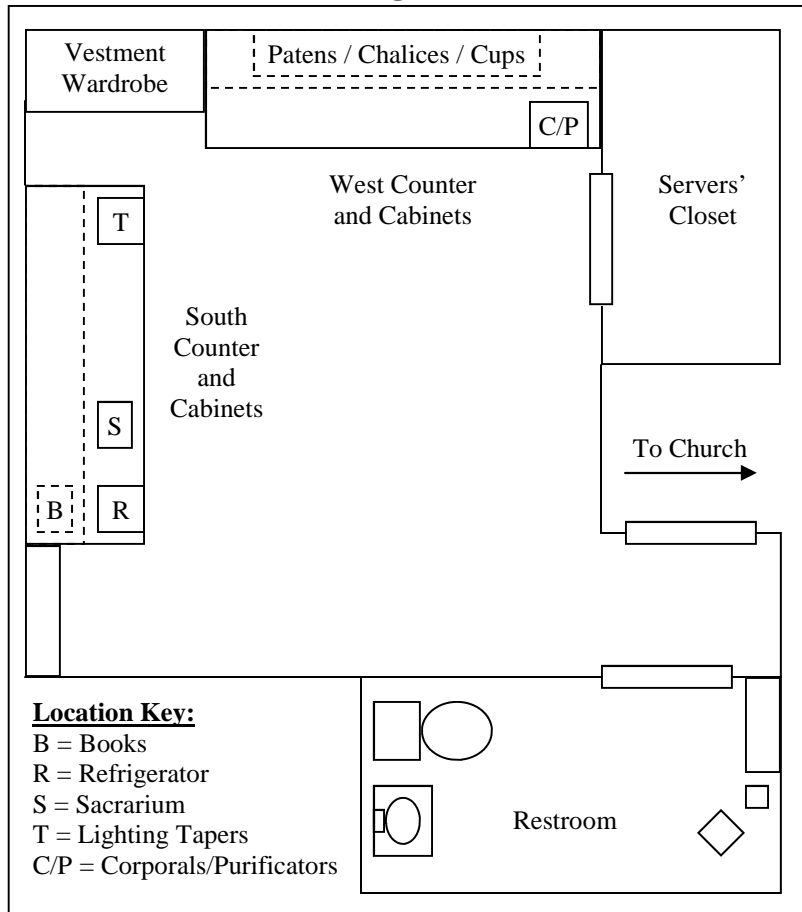 Vestment
Wardrobe
Patens / Chalices / Cups
C/P
West Counter
and Cabinets
Servers’
Closet
T
South
Counter
and
Cabinets
S
To Church
B
R
Location Key:
B = Books
R = Refrigerator
S = Sacrarium
T = Lighting Tapers
C/P = Corporals/Purificators
Restroom